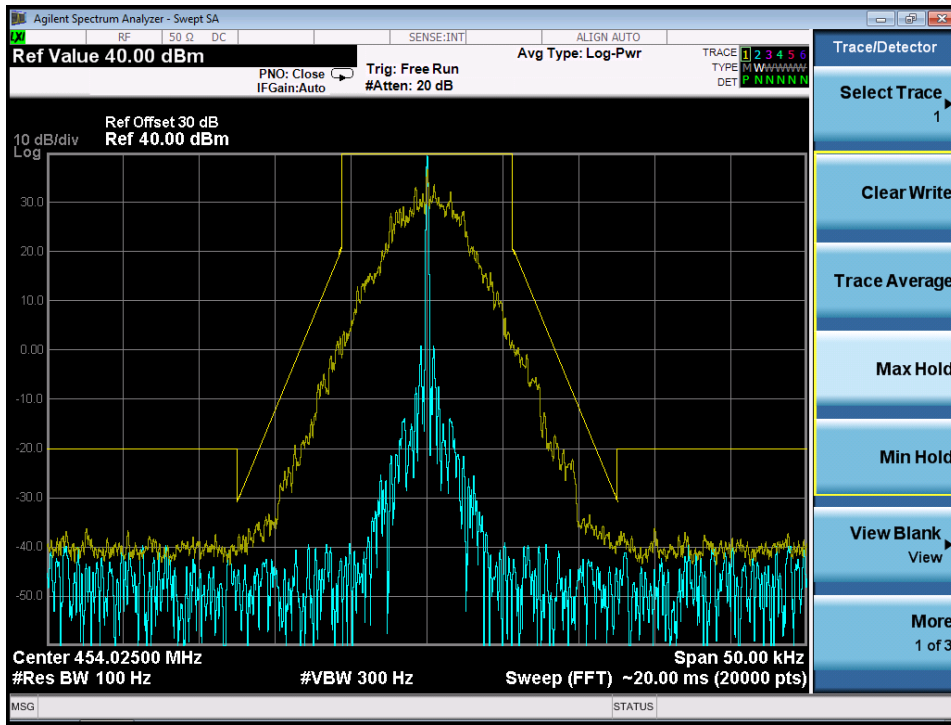 Agilent Spectrum Analyzer - Swept SA
LXI RF 50 Ω DC SENSE:INT ALIGN AUTO
Ref Value 40.00 dBm
PNO: Close
IFGain:Auto
Trig: Free Run
#Atten: 20 dB
Avg Type: Log-Pwr
TRACE 1 2 3 4 5 6
TYPE M W W W W W
DET P N N N N N
Ref Offset 30 dB
10 dB/div Ref 40.00 dBm
Log
30.0
20.0
10.0
0.00
-10.0
-20.0
-30.0
-40.0
-50.0
Center 454.02500 MHz Span 50.00 kHz
#Res BW 100 Hz #VBW 300 Hz Sweep (FFT) ~20.00 ms (20000 pts)
MSG STATUS
Trace/Detector
Select Trace
1
Clear Write
Trace Average
Max Hold
Min Hold
View Blank
View
More
1 of 3